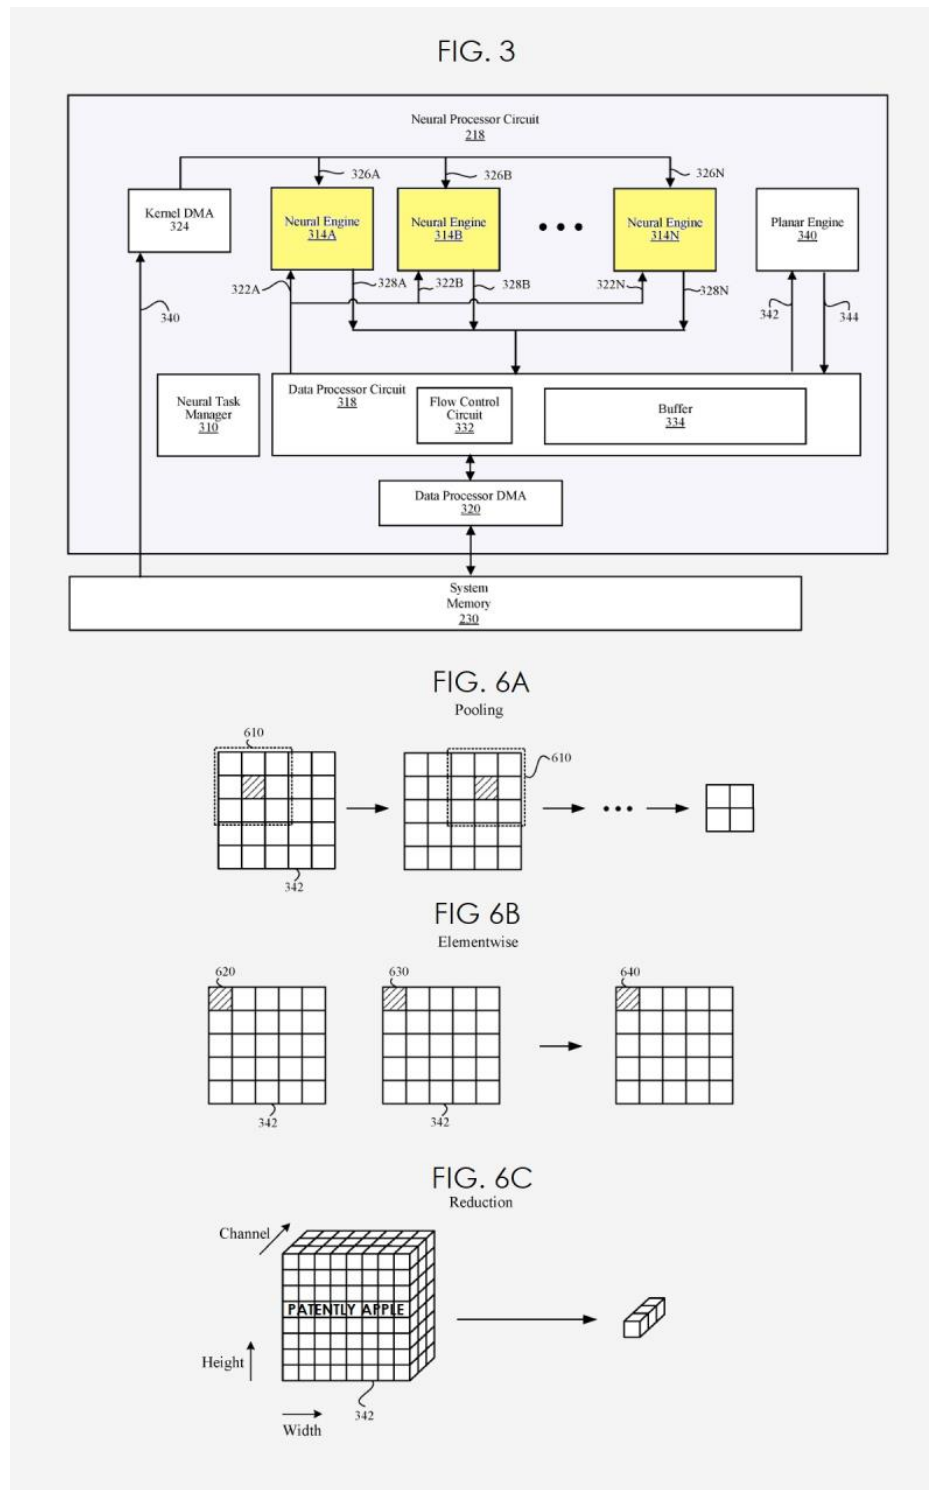 FIG. 3
Neural Processor Circuit
218
326A
326B
326N
Kernel DMA
324
Neural Engine
314A
Neural Engine
314B
Neural Engine
314N
Planar Engine
340
322A
328A
322B
328B
322N
328N
342
344
340
Neural Task
Manager
310
Data Processor Circuit
318
Flow Control
Circuit
332
Buffer
334
Data Processor DMA
320
System
Memory
230
FIG. 6A
Pooling
610
610
342
FIG 6B
Elementwise
620
630
640
342
342
FIG. 6C
Reduction
Channel
PATENTLY APPLE
Height
342
Width